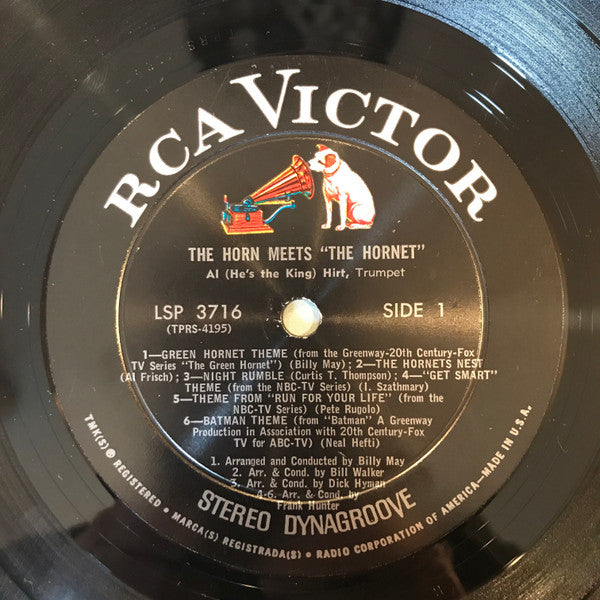 RCA VICTOR
THE HORN MEETS "THE HORNET"
Al (He's the King) Hirt, Trumpet
LSP 3716
(TPRS-4195)
SIDE 1
1—GREEN HORNET THEME (from the Greenway-20th Century-Fox
TV Series "The Green Hornet") (Billy May) ; 2—THE HORNETS NEST
(Al Frisch) ; 3—NIGHT RUMBLE (Curtis T. Thompson) ; 4—"GET SMART"
THEME (from the NBC-TV Series) (I. Szathmary)
5—THEME FROM "RUN FOR YOUR LIFE" (from the
NBC-TV Series) (Pete Rugolo)
6—BATMAN THEME (from "Batman" A Greenway
Production in Association with 20th Century-Fox
TV for ABC-TV) (Neal Hefti)
1. Arranged and Conducted by Billy May
2. Arr. & Cond. by Bill Walker
3. Arr. & Cond. by Dick Hyman
4-6. Arr. & Cond. by
Frank Hunter
STEREO DYNAGROOVE
TMK(S) ® REGISTERED • MARCA(S) REGISTRADA(S) • RADIO CORPORATION OF AMERICA—MADE IN U.S.A.